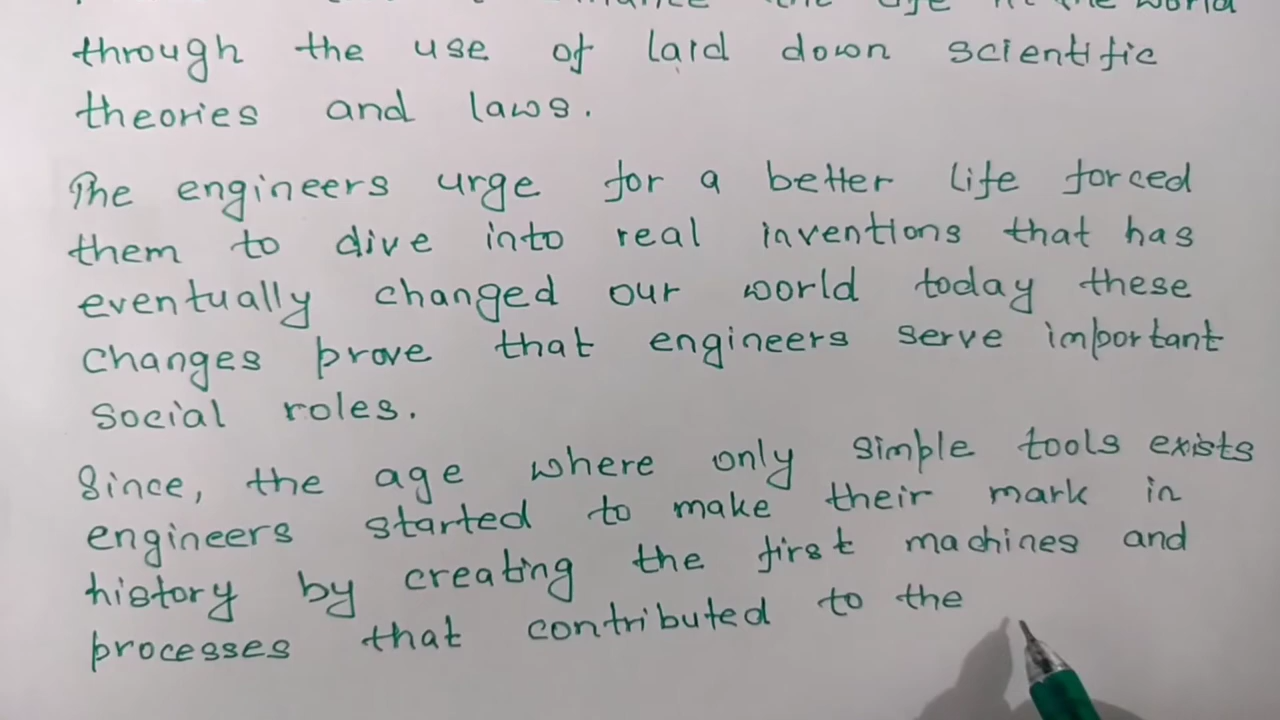 the world
through the use of laid down scientific
theories and laws.
The engineers urge for a better life forced
them to dive into real inventions that has
eventually changed our world today these
changes prove that engineers serve important
social roles.
Since, the age where only simple tools exists
engineers started to make their mark in
history by creating the first machines and
processes that contributed to the